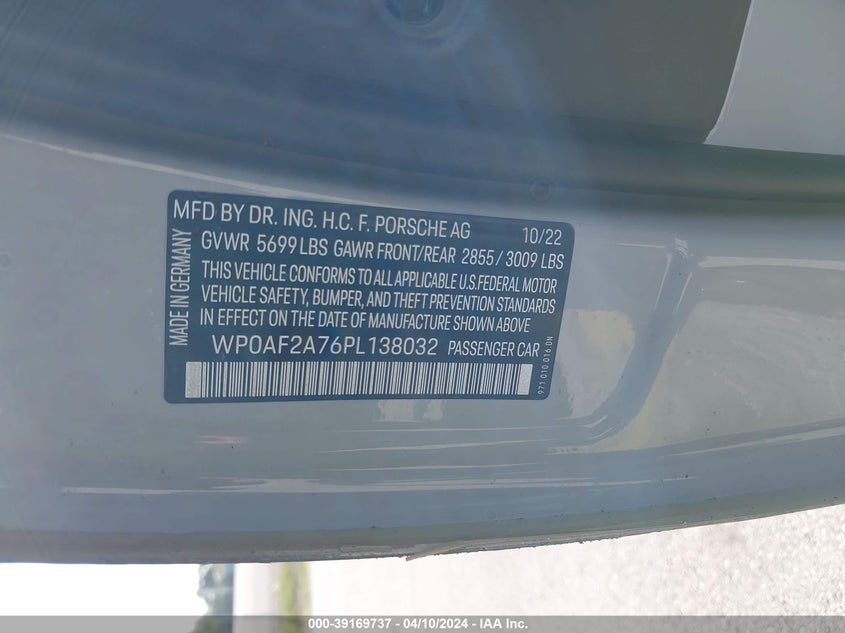 MFD BY DR. ING. H.C. F. PORSCHE AG 10/22
GVWR 5699 LBS GAWR FRONT/REAR 2855 / 3009 LBS
THIS VEHICLE CONFORMS TO ALL APPLICABLE U.S.FEDERAL MOTOR
VEHICLE SAFETY, BUMPER, AND THEFT PREVENTION STANDARDS
IN EFFECT ON THE DATE OF MANUFACTURE SHOWN ABOVE
WP0AF2A76PL138032 PASSENGER CAR
MADE IN GERMANY
971.010.016.DN
000-39169737 - 04/10/2024 - IAA Inc.